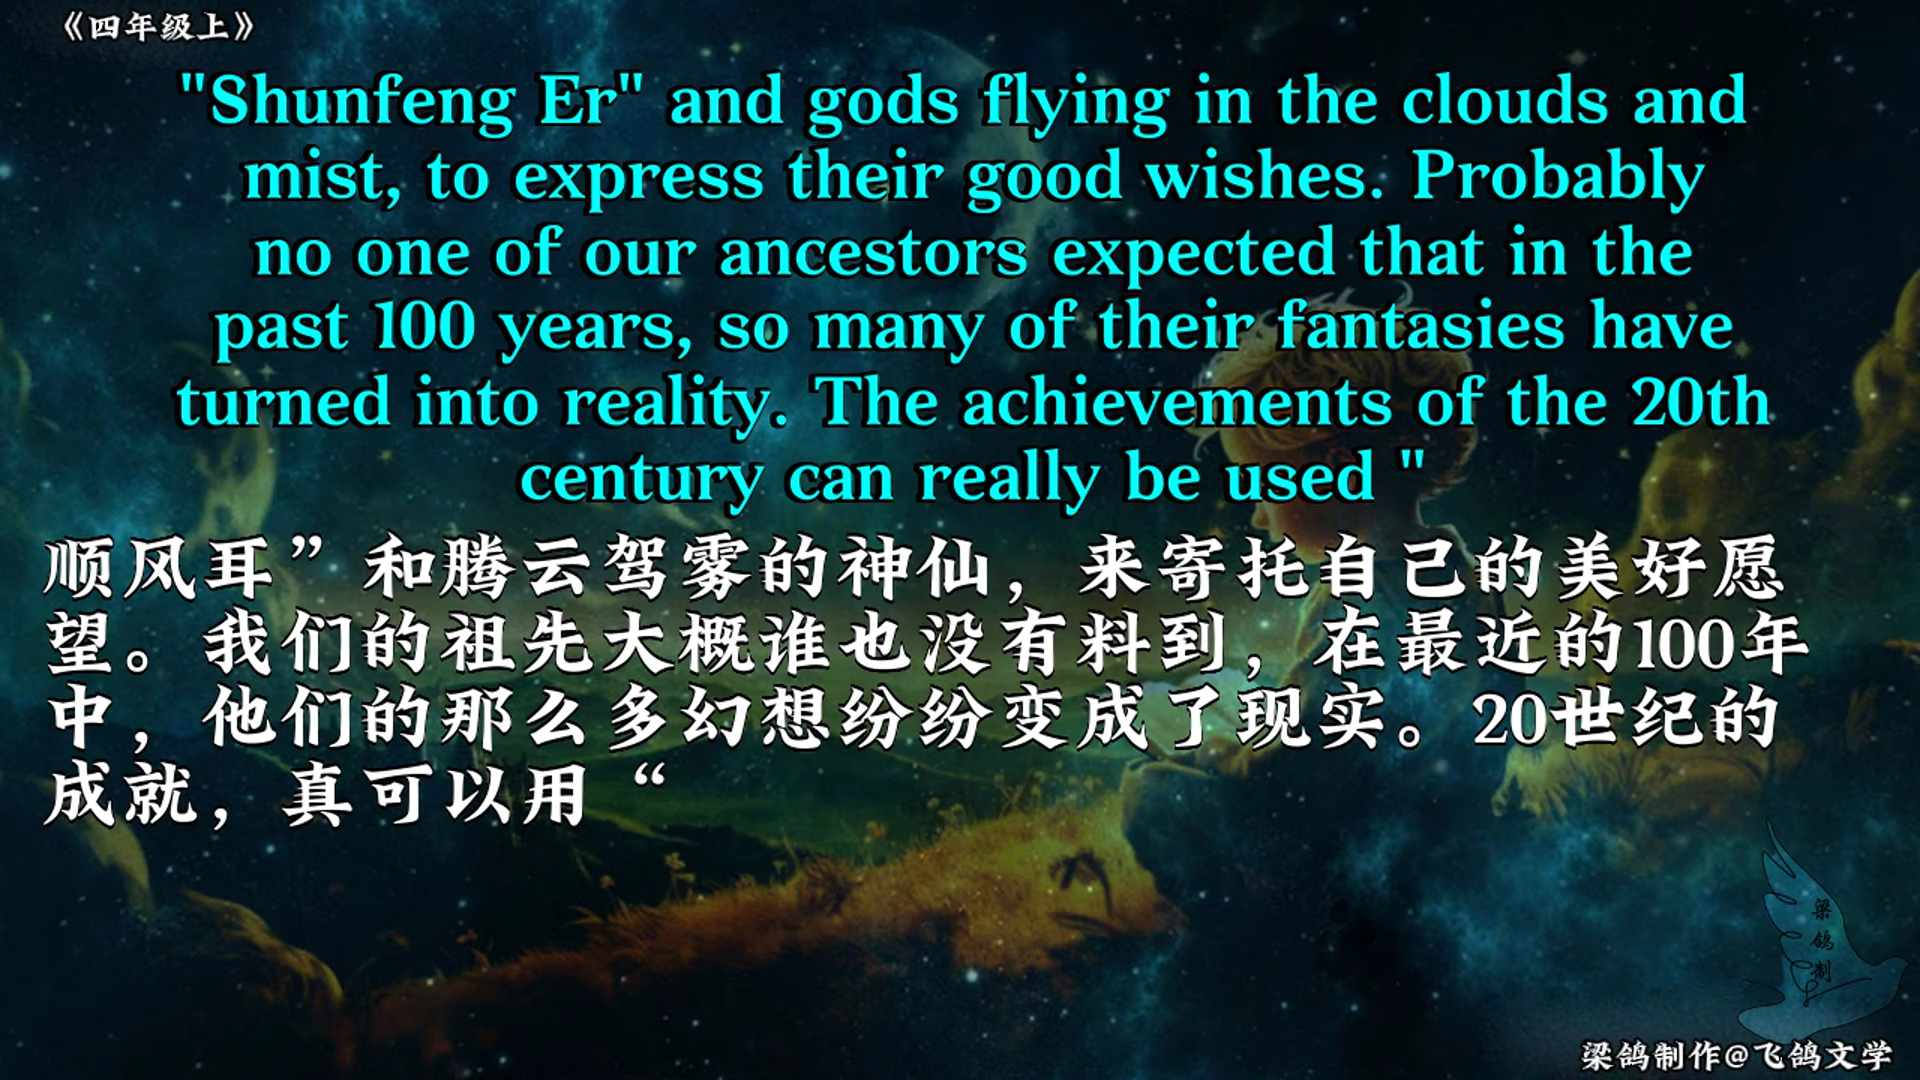 《四年级上》
"Shunfeng Er" and gods flying in the clouds and
mist, to express their good wishes. Probably
no one of our ancestors expected that in the
past 100 years, so many of their fantasies have
turned into reality. The achievements of the 20th
century can really be used "
顺风耳”和腾云驾雾的神仙，来寄托自己的美好愿
望。我们的祖先大概谁也没有料到，在最近的100年
中，他们的那么多幻想纷纷变成了现实。20世纪的
成就，真可以用“
梁
鸽
制
梁鸽制作@飞鸽文学